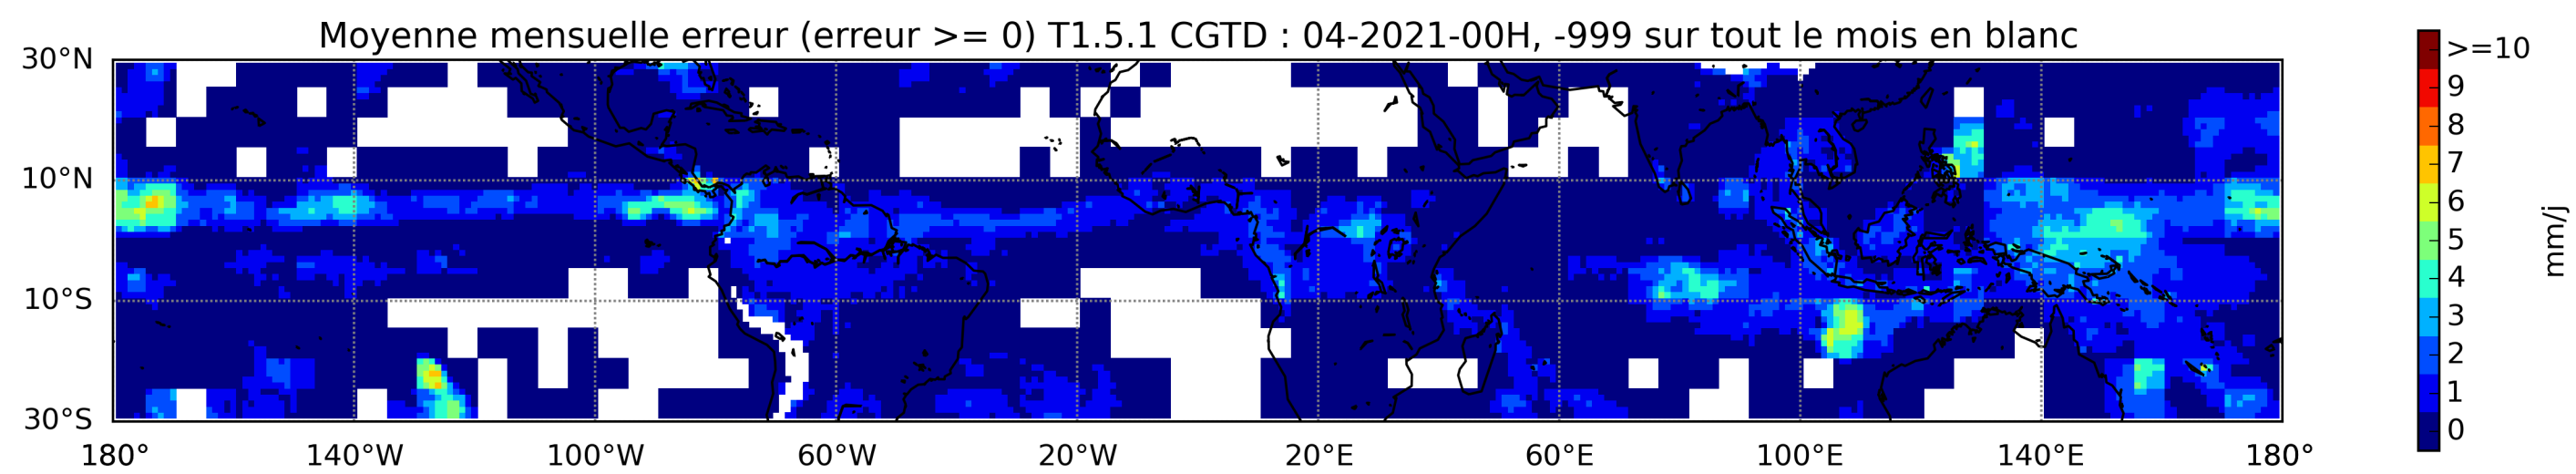 Moyenne mensuelle erreur (erreur >= 0) T1.5.1 CGTD : 04-2021-00H, -999 sur tout le mois en blanc
30°N
10°N
10°S
30°S
180° 140°W 100°W 60°W 20°W 20°E 60°E 100°E 140°E 180°
>=10
9
8
7
6
5
4
3
2
1
0
mm/j